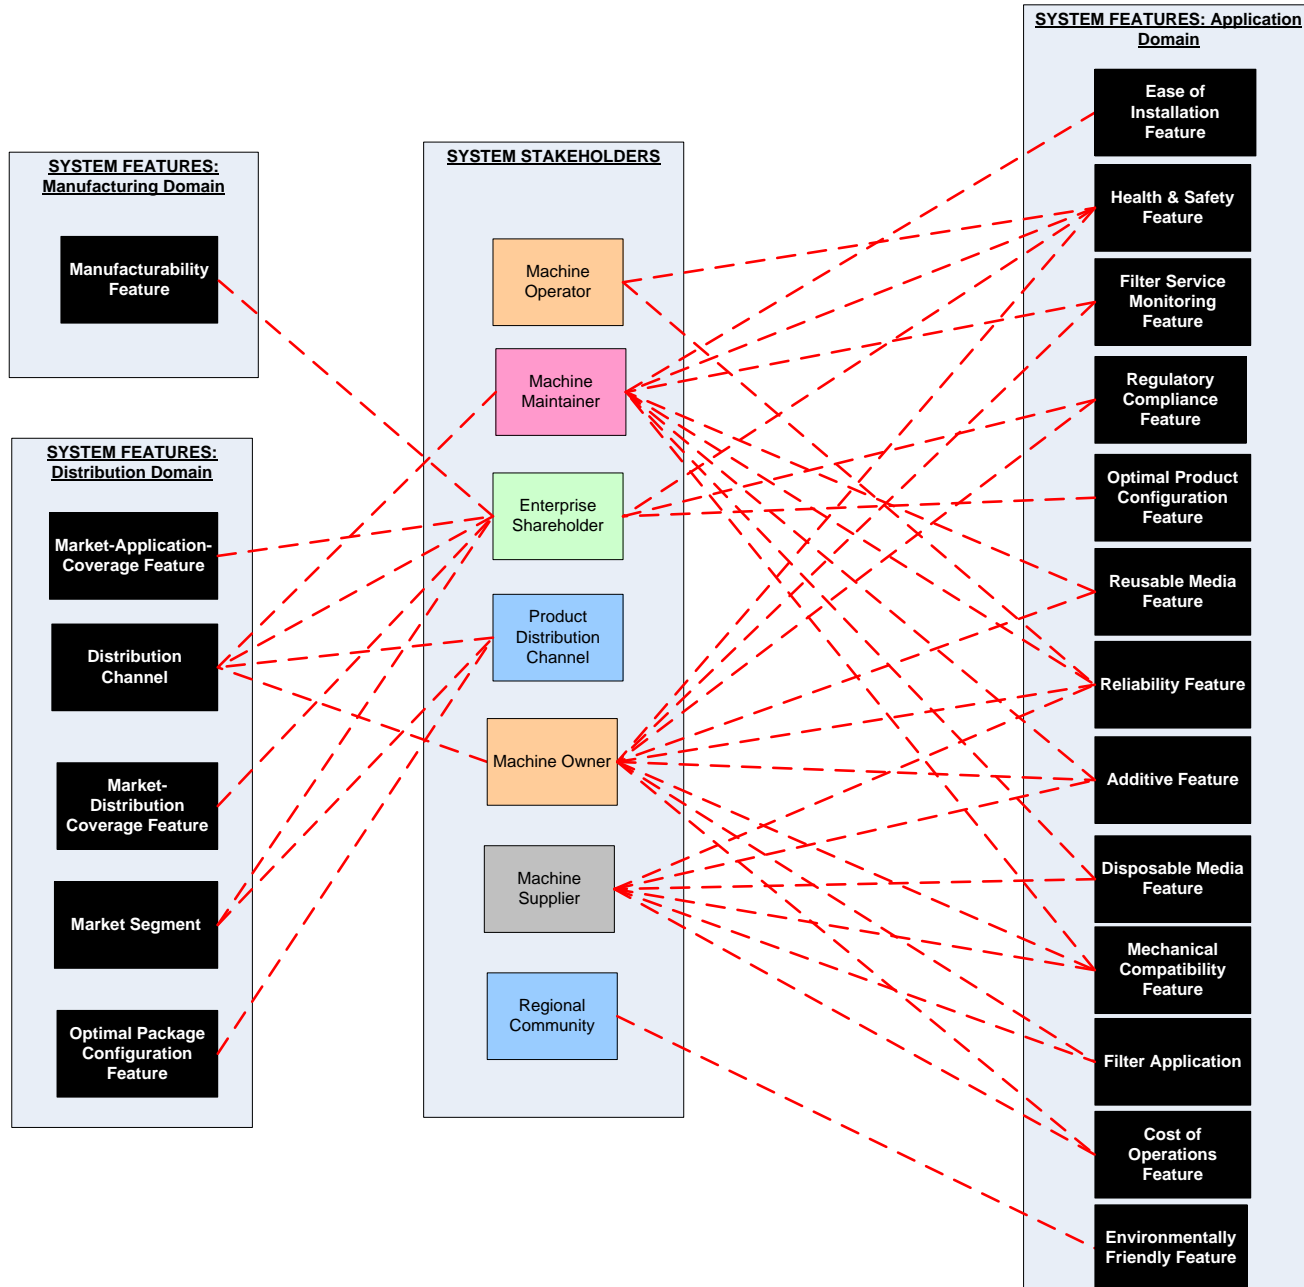 SYSTEM FEATURES:
Manufacturing Domain
Manufacturability
Feature
SYSTEM FEATURES:
Distribution Domain
Market-Application-
Coverage Feature
Distribution
Channel
Market-
Distribution
Coverage Feature
Market Segment
Optimal Package
Configuration
Feature
SYSTEM STAKEHOLDERS
Machine
Operator
Machine
Maintainer
Enterprise
Shareholder
Product
Distribution
Channel
Machine Owner
Machine
Supplier
Regional
Community
SYSTEM FEATURES: Application
Domain
Ease of
Installation
Feature
Health & Safety
Feature
Filter Service
Monitoring
Feature
Regulatory
Compliance
Feature
Optimal Product
Configuration
Feature
Reusable Media
Feature
Reliability Feature
Additive Feature
Disposable Media
Feature
Mechanical
Compatibility
Feature
Filter Application
Cost of
Operations
Feature
Environmentally
Friendly Feature